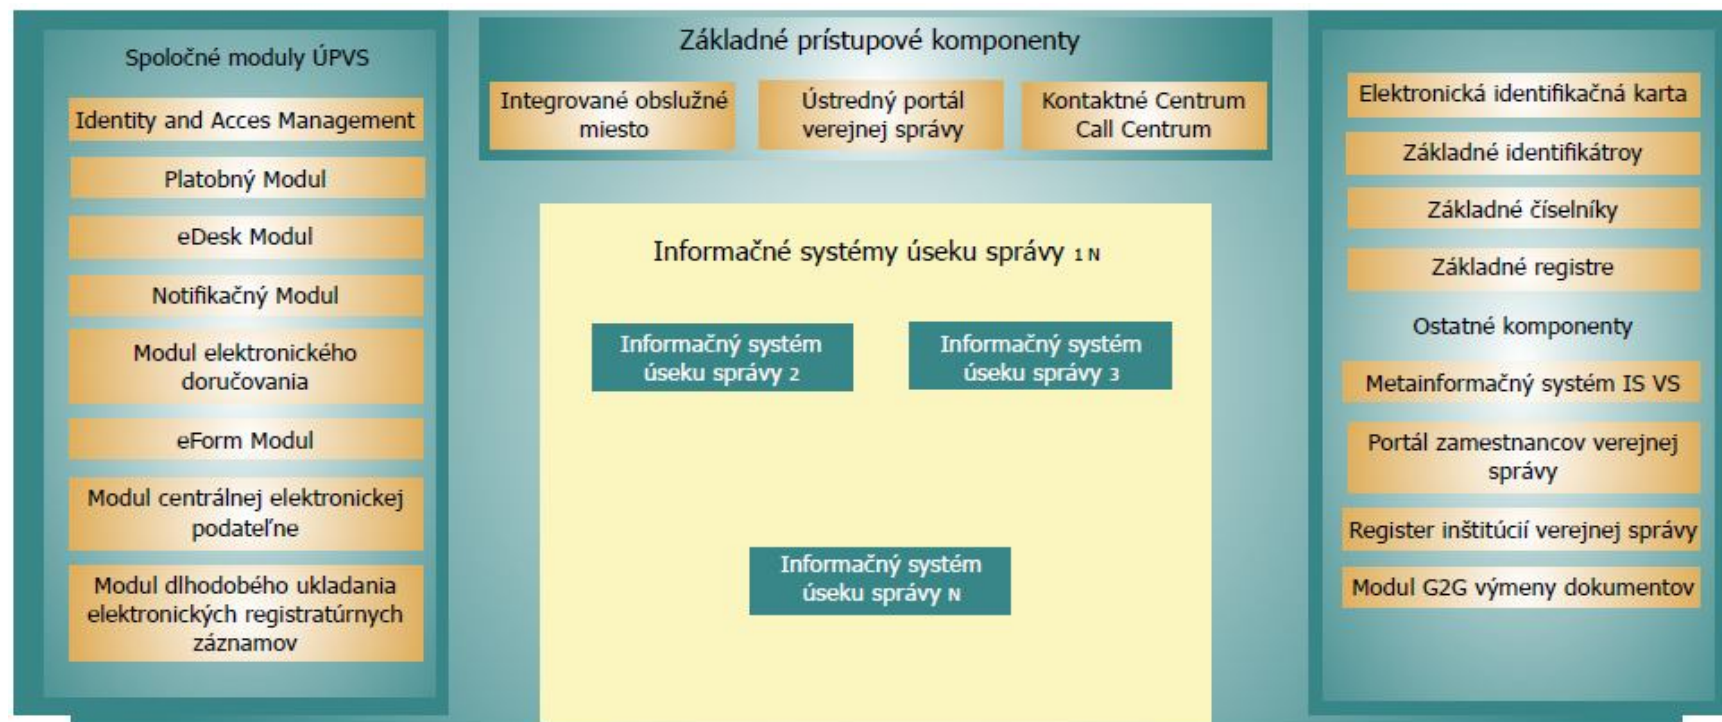 Spoločné moduly ÚPVS
Identity and Acces Management
Platobný Modul
eDesk Modul
Notifikačný Modul
Modul elektronického
doručovania
eForm Modul
Modul centrálnej elektronickej
podateľne
Modul dlhodobého ukladania
elektronických registratúrnych
záznamov
Základné prístupové komponenty
Integrované obslužné
miesto
Ústredný portál
verejnej správy
Kontaktné Centrum
Call Centrum
Informačné systémy úseku správy 1 N
Informačný systém
úseku správy 2
Informačný systém
úseku správy 3
Informačný systém
úseku správy N
Elektronická identifikačná karta
Základné identifikátroy
Základné číselníky
Základné registre
Ostatné komponenty
Metainformačný systém IS VS
Portál zamestnancov verejnej
správy
Register inštitúcií verejnej správy
Modul G2G výmeny dokumentov